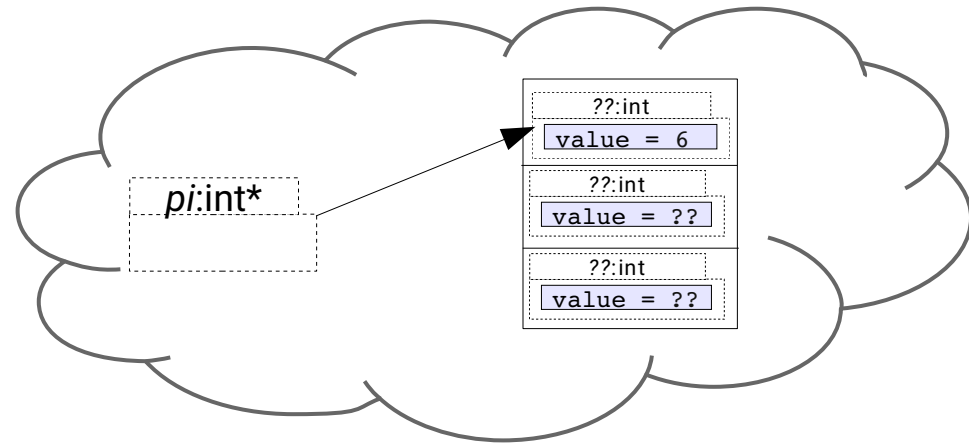 ??:int
value = 6
pi:int*
??:int
value = ??
??:int
value = ??